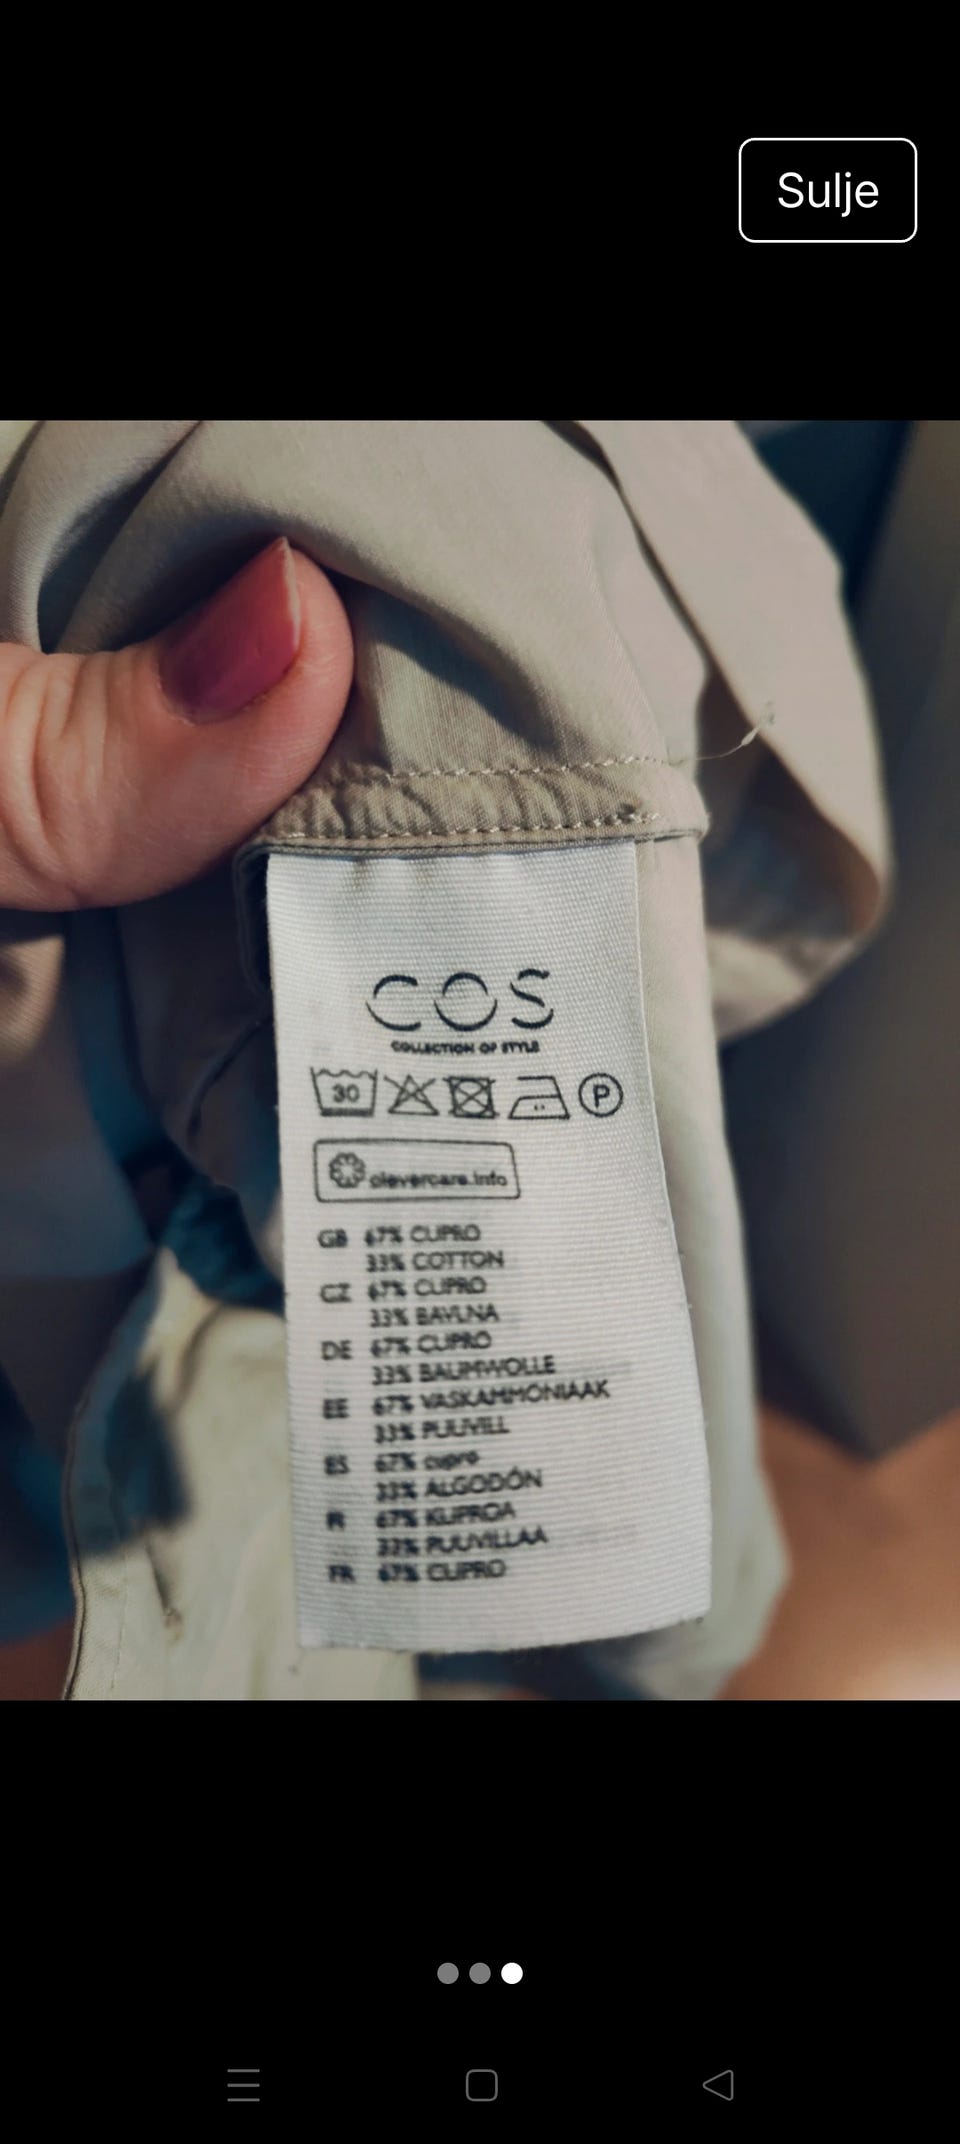 Sulje
COS
COLLECTION OF STYLE
30 P
clevercare.info
GB 67% CUPRO
33% COTTON
CZ 67% CUPRO
33% BAVLNA
DE 67% CUPRO
33% BAUMWOLLE
EE 67% VASKAMMONIAAK
33% PUUVILL
ES 67% cupro
33% ALGODÓN
FI 67% KUPROA
33% PUUVILLAA
FR 67% CUPRO